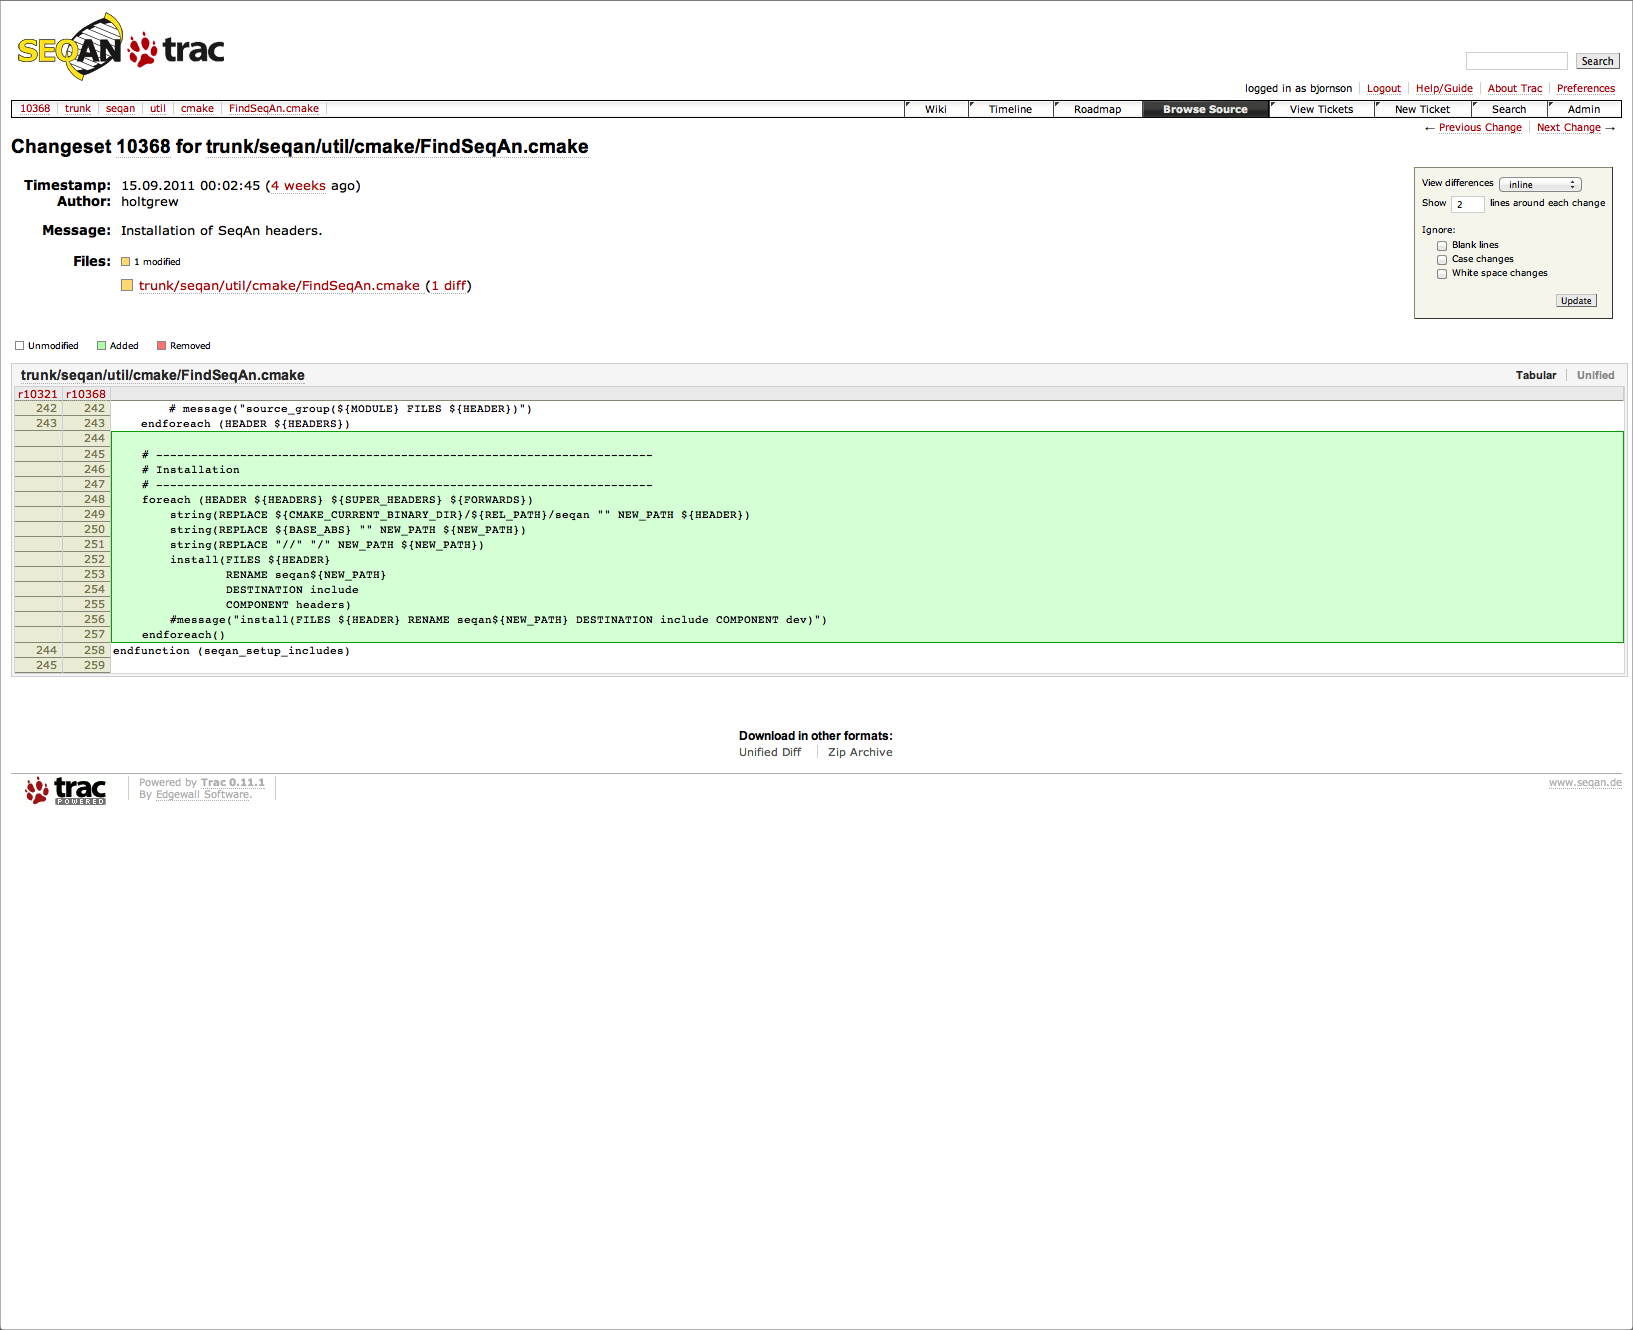 SEQAN trac
Search
logged in as bjornson Logout Help/Guide About Trac Preferences
10368 trunk seqan util cmake FindSeqAn.cmake Wiki Timeline Roadmap Browse Source View Tickets New Ticket Search Admin
← Previous Change Next Change →
Changeset 10368 for trunk/seqan/util/cmake/FindSeqAn.cmake
Timestamp: 15.09.2011 00:02:45 (4 weeks ago)
Author: holtgrew
Message: Installation of SeqAn headers.
Files: 1 modified
trunk/seqan/util/cmake/FindSeqAn.cmake (1 diff)
View differences inline
Show 2 lines around each change
Ignore:
Blank lines
Case changes
White space changes
Update
Unmodified Added Removed
trunk/seqan/util/cmake/FindSeqAn.cmake Tabular Unified
r10321 r10368
242 242 # message("source_group(${MODULE} FILES ${HEADER})")
243 243 endforeach (HEADER ${HEADERS})
244
245 # -----------------------------------------------------------------------
246 # Installation
247 # -----------------------------------------------------------------------
248 foreach (HEADER ${HEADERS} ${SUPER_HEADERS} ${FORWARDS})
249 string(REPLACE ${CMAKE_CURRENT_BINARY_DIR}/${REL_PATH}/seqan "" NEW_PATH ${HEADER})
250 string(REPLACE ${BASE_ABS} "" NEW_PATH ${NEW_PATH})
251 string(REPLACE "//" "/" NEW_PATH ${NEW_PATH})
252 install(FILES ${HEADER}
253 RENAME seqan${NEW_PATH}
254 DESTINATION include
255 COMPONENT headers)
256 #message("install(FILES ${HEADER} RENAME seqan${NEW_PATH} DESTINATION include COMPONENT dev)")
257 endforeach()
244 258 endfunction (seqan_setup_includes)
245 259
Download in other formats:
Unified Diff Zip Archive
trac POWERED
Powered by Trac 0.11.1
By Edgewall Software.
www.seqan.de